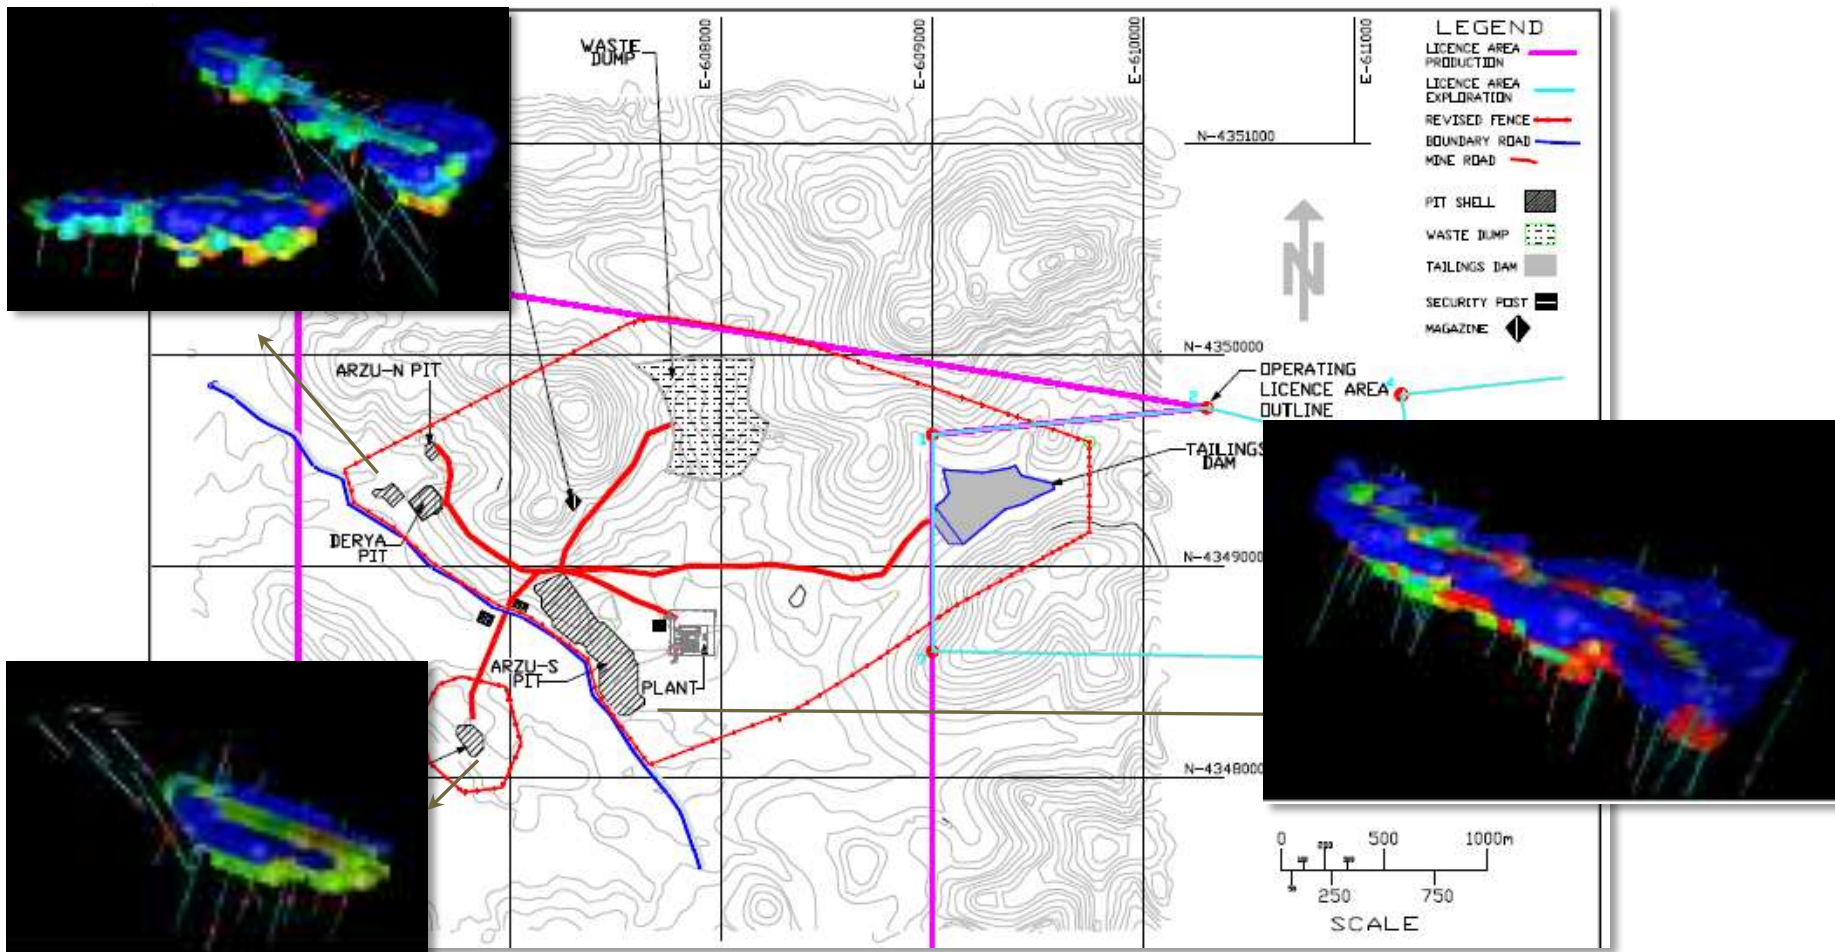 WASTE
DUMP
E-608000
E-609000
E-610000
E-611000
LEGEND
LICENCE AREA
PRODUCTION
LICENCE AREA
EXPLORATION
REVISED FENCE
BOUNDARY ROAD
MINE ROAD
PIT SHELL
WASTE DUMP
TAILINGS DAM
SECURITY POST
MAGAZINE
N-4351000
N
N-4350000
ARZU-N PIT
OPERATING
LICENCE AREA
OUTLINE
4
1
TAILINGS
DAM
DERYA
PIT
N-4349000
ARZU-S
PIT
PLANT
N-4348000
0 500 1000m
250 750
SCALE